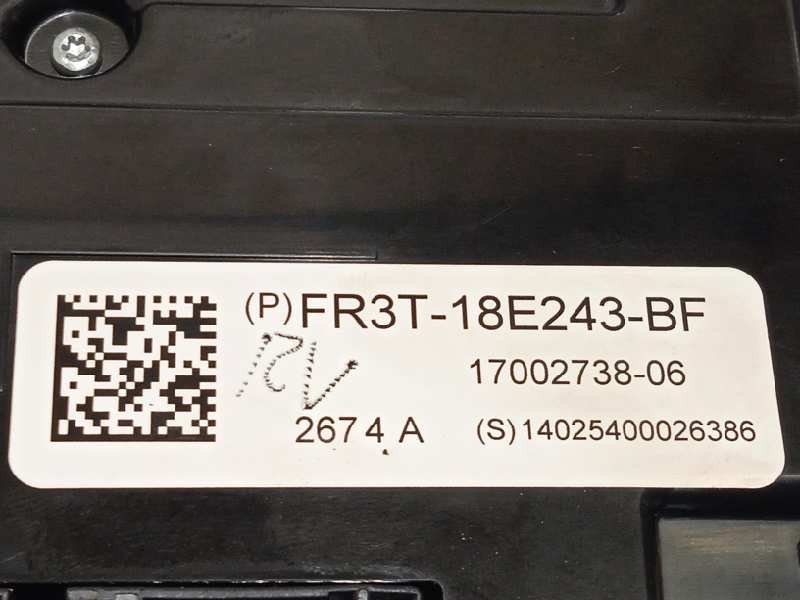 (P)FR3T-18E243-BF
17002738-06
2674 A
(S)14025400026386